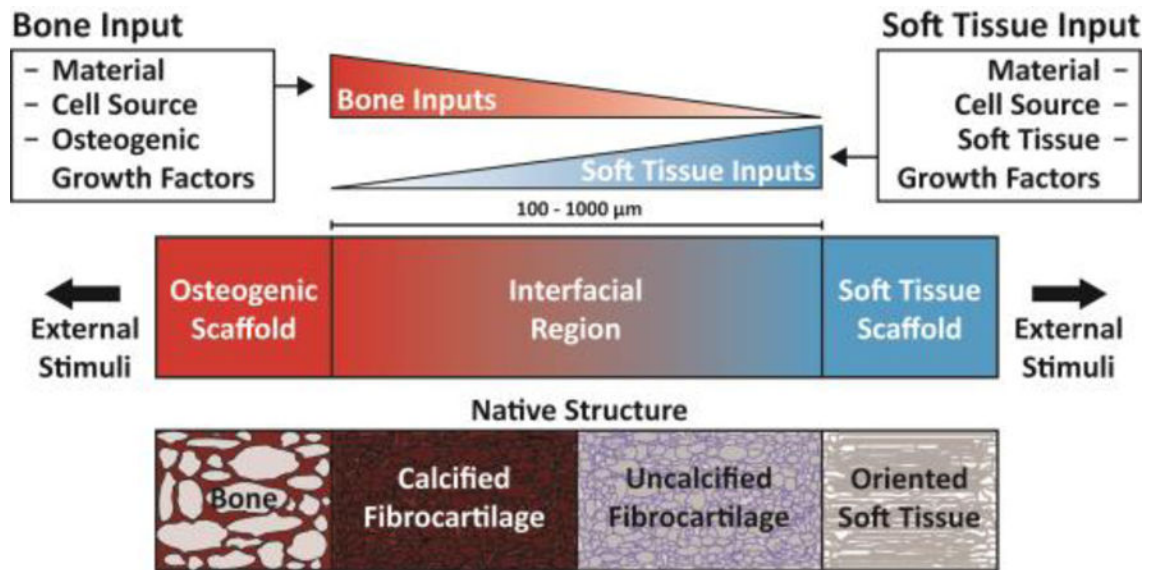 Bone Input
– Material
– Cell Source
– Osteogenic
Growth Factors
Bone Inputs
Soft Tissue Inputs
Soft Tissue Input
Material –
Cell Source
Soft Tissue –
Growth Factors
100 - 1000 µm
External
Stimuli
Osteogenic
Scaffold
Interfacial
Region
Soft Tissue
Scaffold
External
Stimuli
Native Structure
Bone
Calcified
Fibrocartilage
Uncalcified
Fibrocartilage
Oriented
Soft Tissue